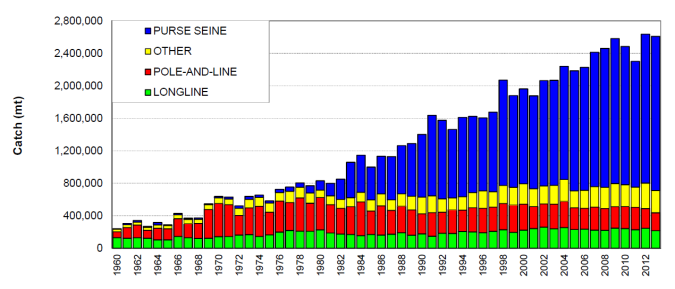 2,800,000
2,400,000
2,000,000
1,600,000
1,200,000
800,000
400,000
0
Catch (mt)
PURSE SEINE
OTHER
POLE-AND-LINE
LONGLINE
1960 1962 1964 1966 1968 1970 1972 1974 1976 1978 1980 1982 1984 1986 1988 1990 1992 1994 1996 1998 2000 2002 2004 2006 2008 2010 2012